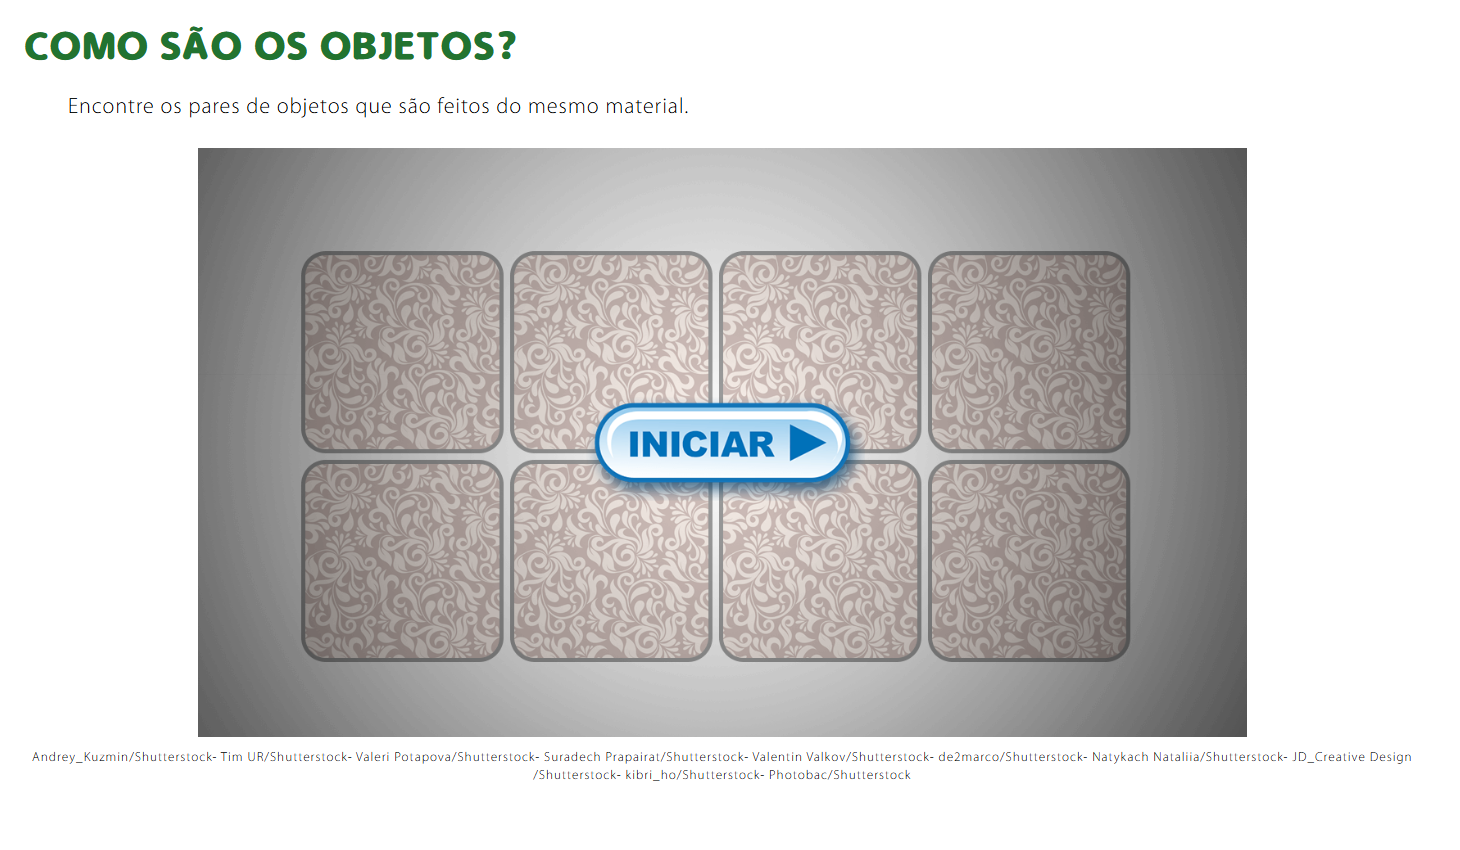 COMO SÃO OS OBJETOS?
Encontre os pares de objetos que são feitos do mesmo material.
INICIAR
Andrey_Kuzmin/Shutterstock- Tim UR/Shutterstock- Valeri Potapova/Shutterstock- Suradech Prapairat/Shutterstock- Valentin Valkov/Shutterstock- de2marco/Shutterstock- Natykach Nataliia/Shutterstock- JD_Creative Design
/Shutterstock- kibri_ho/Shutterstock- Photobac/Shutterstock